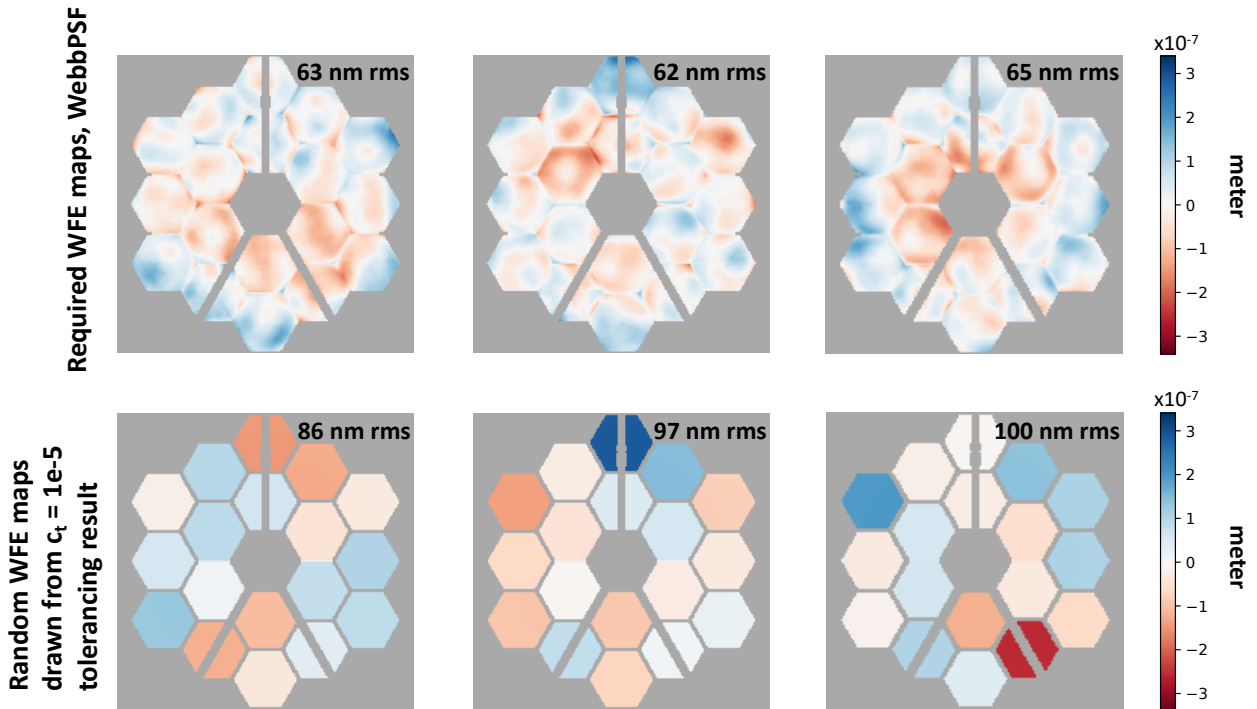 Required WFE maps, WebbPSF
63 nm rms
62 nm rms
65 nm rms
x10⁻⁷
3
2
1
0
−1
−2
−3
meter
Random WFE maps
drawn from cₜ = 1e-5
tolerancing result
86 nm rms
97 nm rms
100 nm rms
x10⁻⁷
3
2
1
0
−1
−2
−3
meter